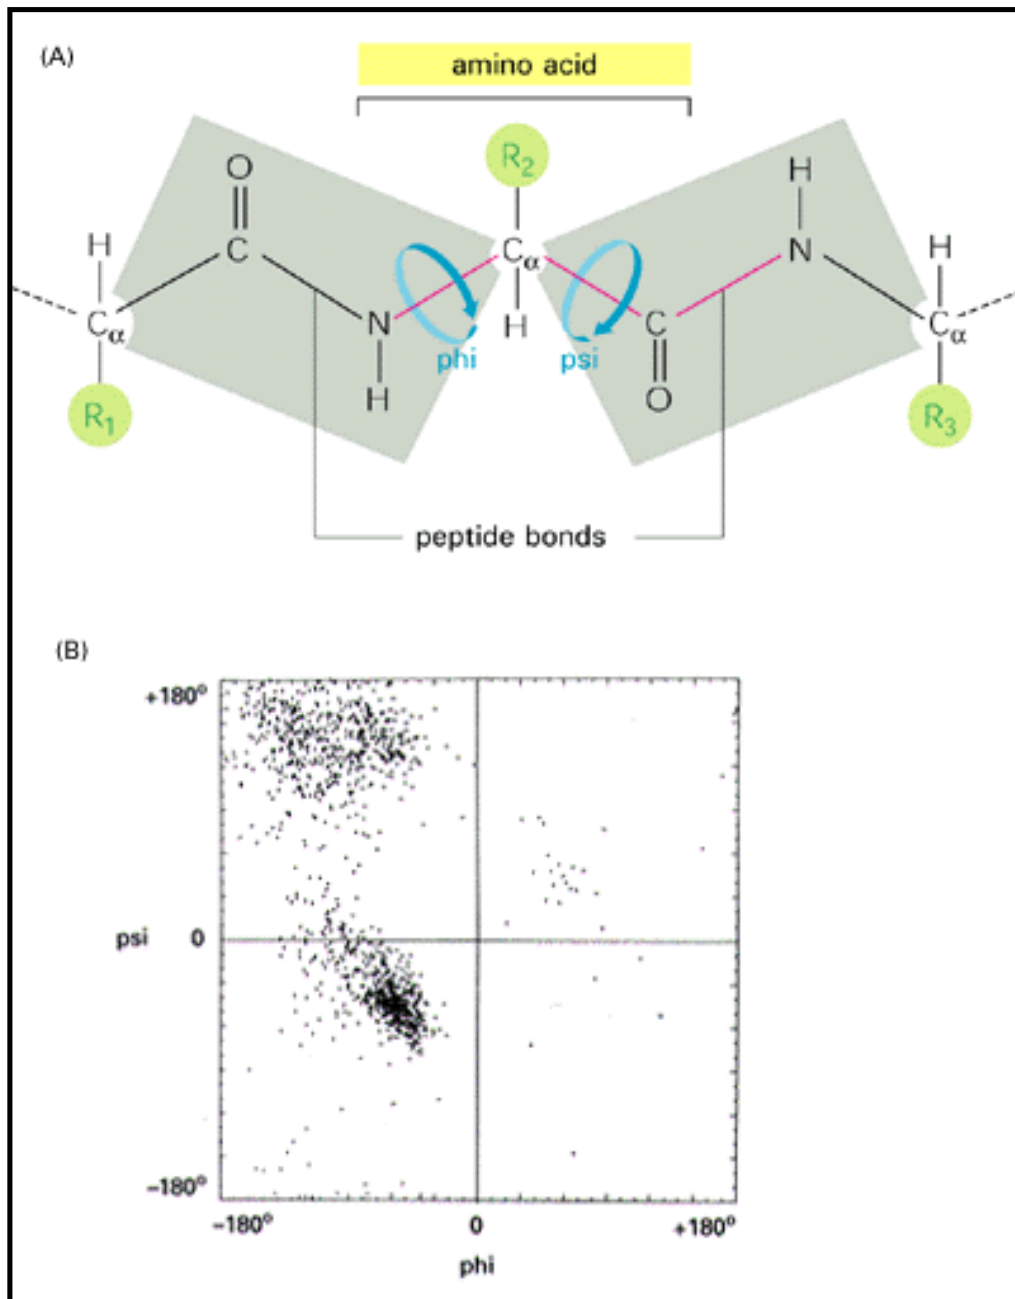 (A)
amino acid
R2
O
H
H
C
Cα
N
H
Cα
N
H
C
Cα
phi
psi
H
O
R1
R3
peptide bonds
(B)
+180°
psi 0
–180°
–180° 0 +180°
phi